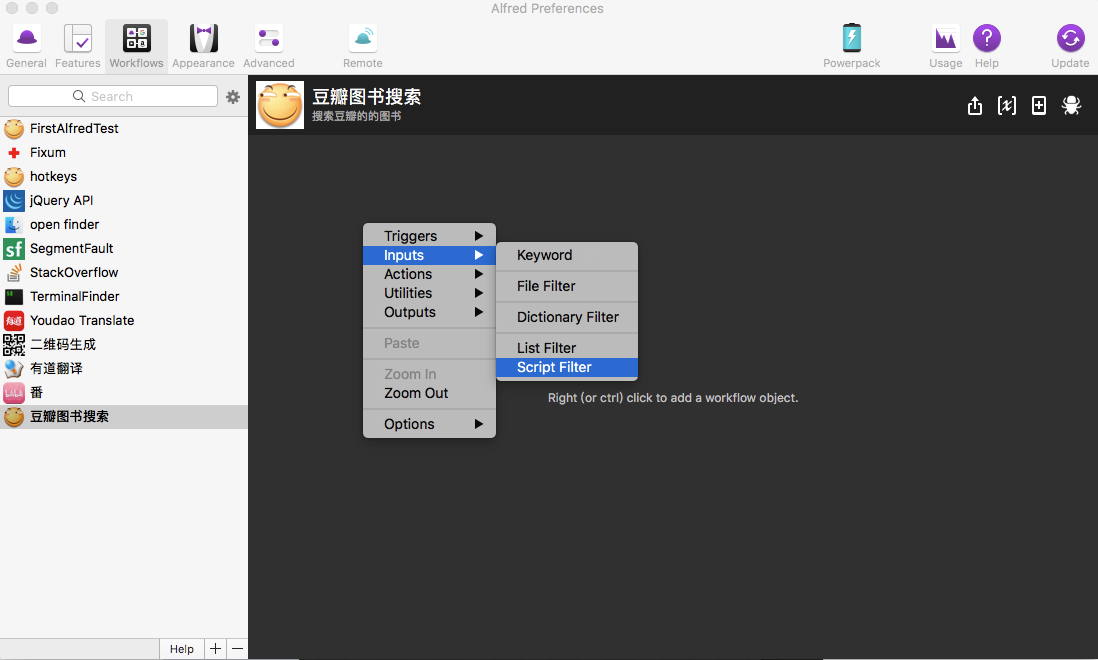 Alfred Preferences
General Features Workflows Appearance Advanced Remote Powerpack Usage Help Update
Search
豆瓣图书搜索
搜索豆瓣的的图书
FirstAlfredTest
Fixum
hotkeys
jQuery API
open finder
SegmentFault
StackOverflow
TerminalFinder
Youdao Translate
二维码生成
有道翻译
番
豆瓣图书搜索
Triggers
Inputs
Actions
Utilities
Outputs
Paste
Zoom In
Zoom Out
Options
Keyword
File Filter
Dictionary Filter
List Filter
Script Filter
Right (or ctrl) click to add a workflow object.
Help
sf
有道
LALA